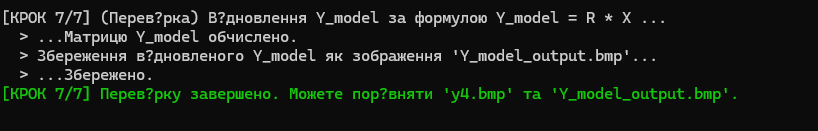 [КРОК 7/7] (Перев?рка) В?дновлення Y_model за формулою Y_model = R * X ...
> ...Матрицю Y_model обчислено.
> Збереження в?дновленого Y_model як зображення 'Y_model_output.bmp'...
> ...Збережено.
[КРОК 7/7] Перев?рку завершено. Можете пор?вняти 'y4.bmp' та 'Y_model_output.bmp'.